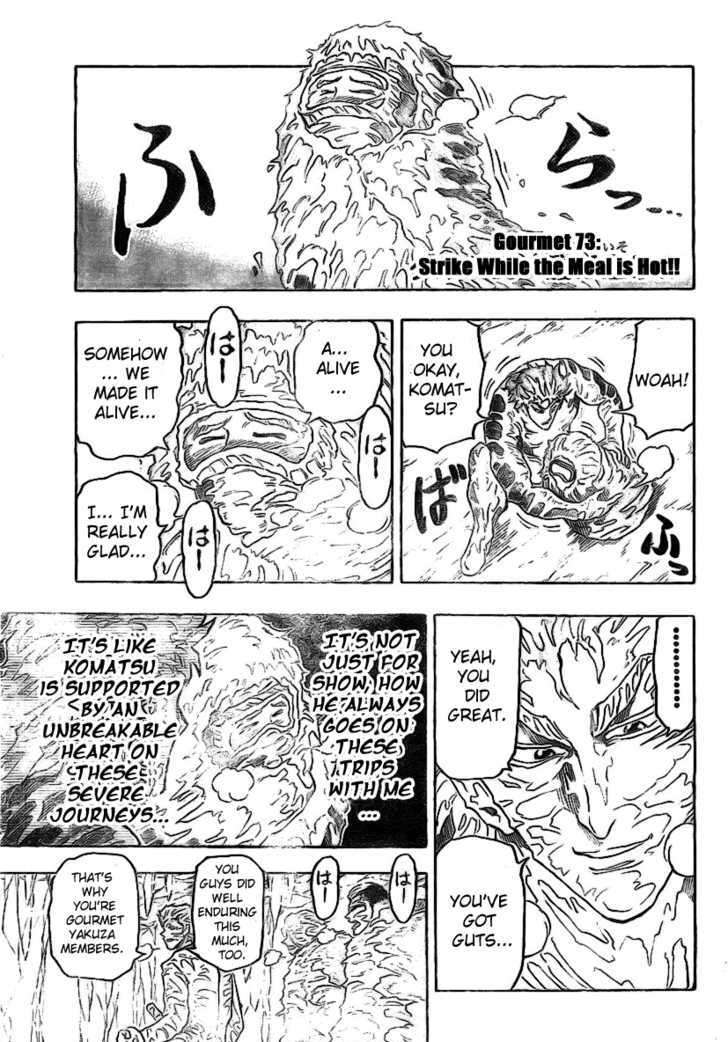 ふ
らっ…
Gourmet 73:
いそ
Strike While the Meal is Hot!!
WOAH!
YOU
OKAY,
KOMAT-
SU?
ば
ふっ
A...
ALIVE
...
はー
SOMEHOW
... WE
MADE IT
ALIVE...
はー
はー
I... I'M
REALLY
GLAD...
............
YEAH,
YOU
DID
GREAT.
YOU'VE
GOT
GUTS...
IT'S NOT
JUST FOR
SHOW, HOW
HE ALWAYS
GOES ON
THESE
TRIPS
WITH ME
...
IT'S LIKE
KOMATSU
IS SUPPORTED
BY AN
UNBREAKABLE
HEART ON
THESE
SEVERE
JOURNEYS...
はー
はー
YOU
GUYS DID
WELL
ENDURING
THIS
MUCH,
TOO.
THAT'S
WHY
YOU'RE
GOURMET
YAKUZA
MEMBERS.